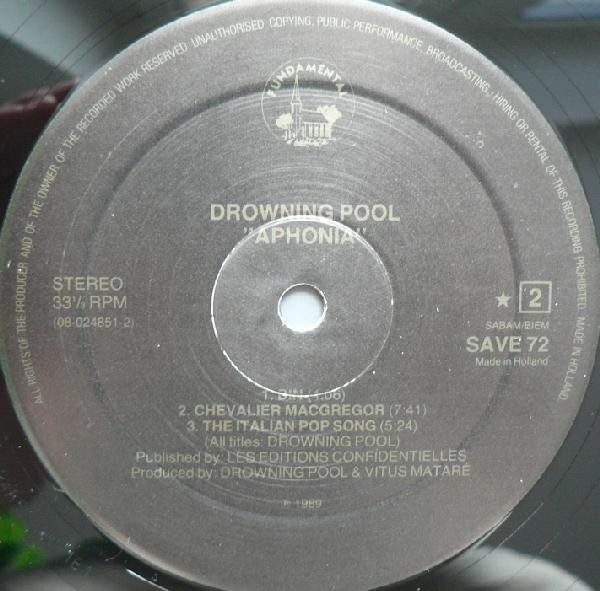 ALL RIGHTS OF THE PRODUCER AND OF THE OWNER OF THE RECORDED WORK RESERVED UNAUTHORISED COPYING, PUBLIC PERFORMANCE, BROADCASTING, HIRING OR RENTAL OF THIS RECORDING PROHIBITED. MADE IN HOLLAND.
FUNDAMENTAL
DROWNING POOL
"APHONIA"
STEREO
33⅓ RPM
(08-024851-2)
★ 2
SABAM/BIEM
SAVE 72
Made in Holland
1. DIN
2. CHEVALIER MACGREGOR (7:41)
3. THE ITALIAN POP SONG (5:24)
(All titles: DROWNING POOL)
Published by: LES EDITIONS CONFIDENTIELLES
Produced by: DROWNING POOL & VITUS MATARÉ
℗ 1989